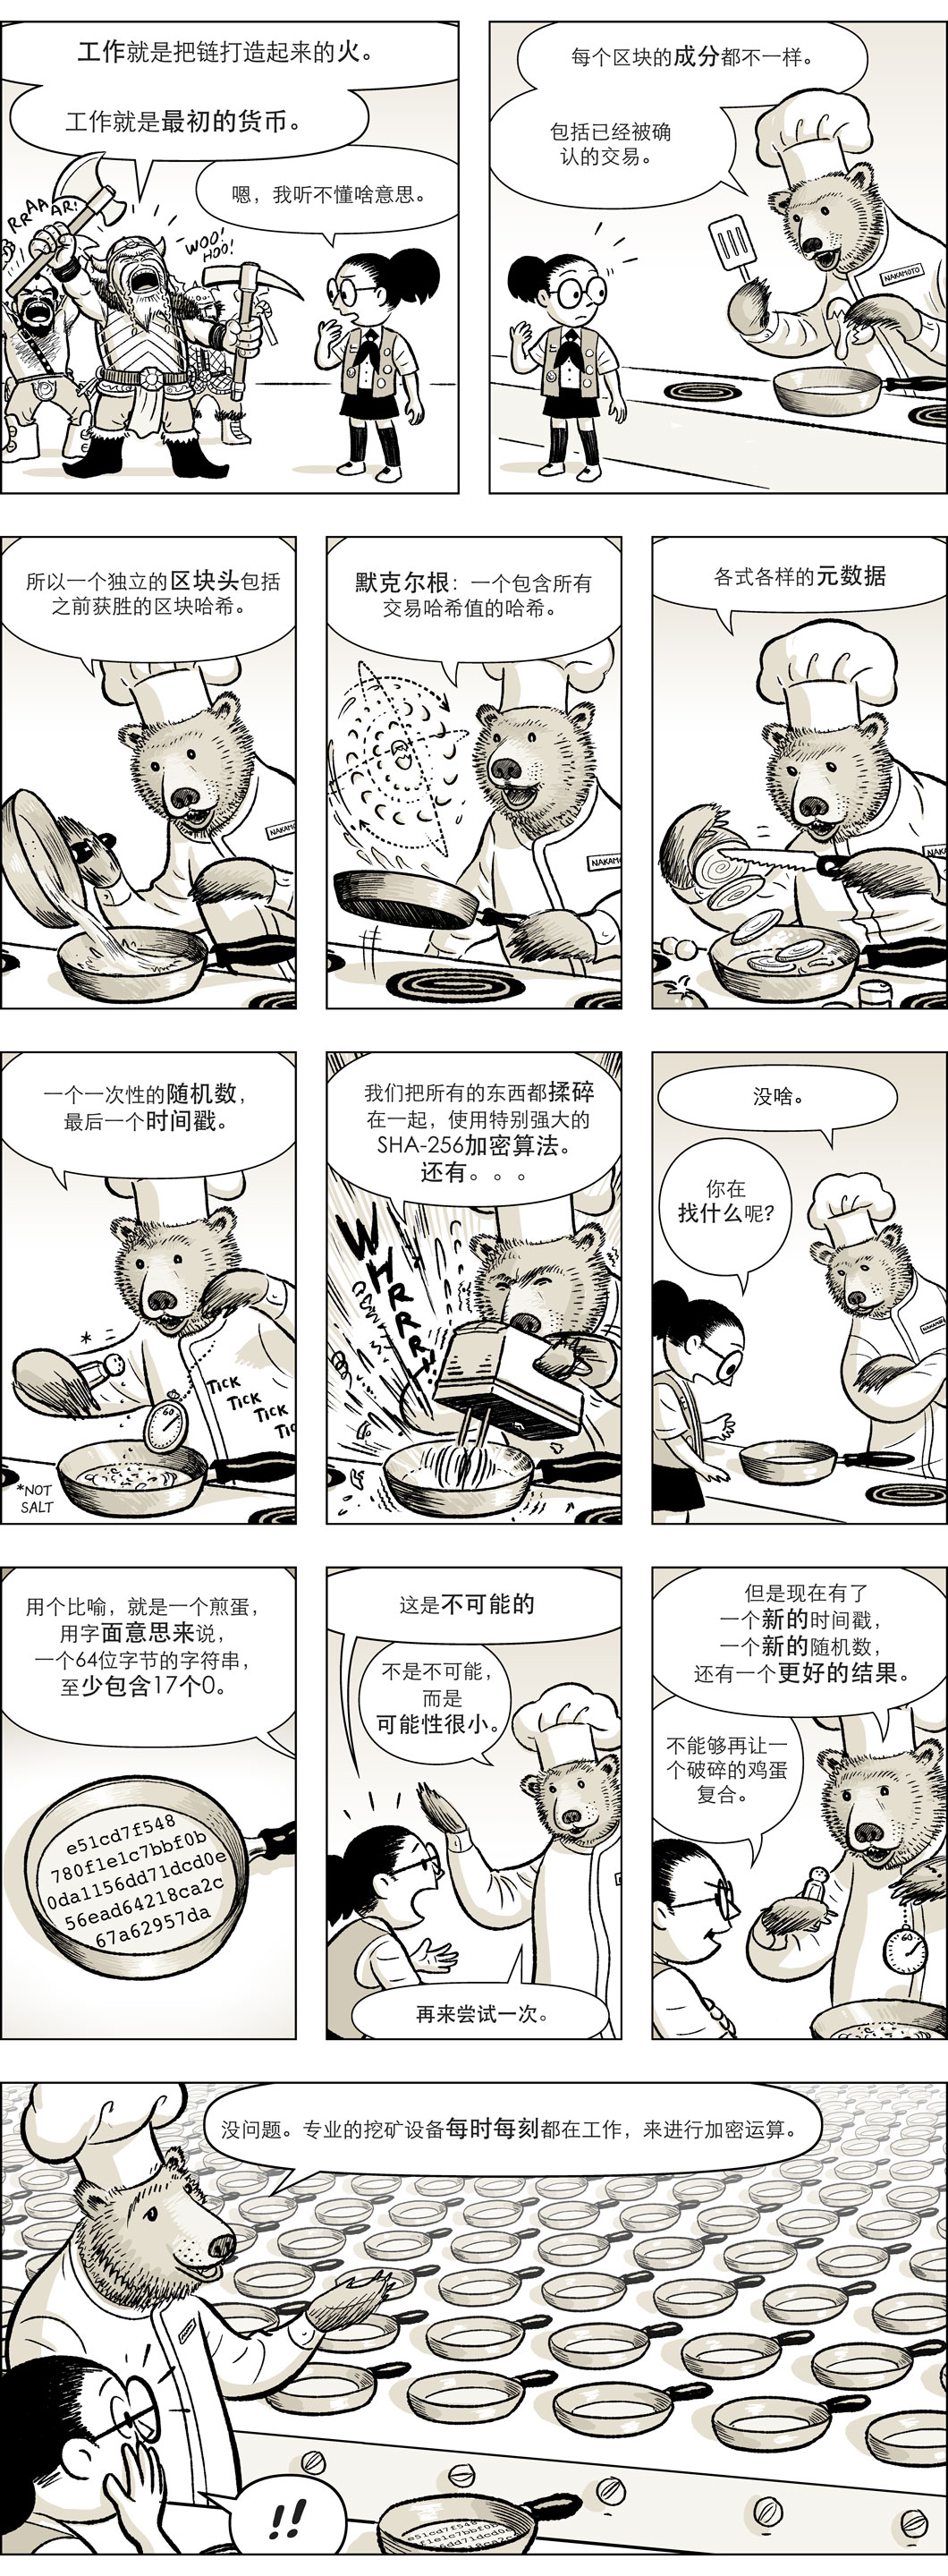 工作就是把链打造起来的火。
工作就是最初的货币。
嗯，我听不懂啥意思。
RRAAAAR!
WOO!
HOO!
每个区块的成分都不一样。
包括已经被确
认的交易。
NAKAMOTO
所以一个独立的区块头包括
之前获胜的区块哈希。
NAKAMO
默克尔根：一个包含所有
交易哈希值的哈希。
NAKAM
各式各样的元数据
NAKA
一个一次性的随机数，
最后一个时间戳。
*
60
TICK
TICK
TICK
TIC
*NOT
SALT
我们把所有的东西都揉碎
在一起，使用特别强大的
SHA-256加密算法。
还有。。。
WHRRR!
没啥。
你在
找什么呢?
用个比喻，就是一个煎蛋，
用字面意思来说，
一个64位字节的字符串，
至少包含17个0。
e51cd7f548
780f1e1c7bbf0b
0da1156dd71dcd0e
56ead64218ca2c
67a62957da
这是不可能的
不是不可能，
而是
可能性很小。
再来尝试一次。
但是现在有了
一个新的时间戳，
一个新的随机数，
还有一个更好的结果。
不能够再让一
个破碎的鸡蛋
复合。
60
没问题。专业的挖矿设备每时每刻都在工作，来进行加密运算。
!!
e51cd7f548
f1e1c7bbf0
dd71dcd0e
8ca2c